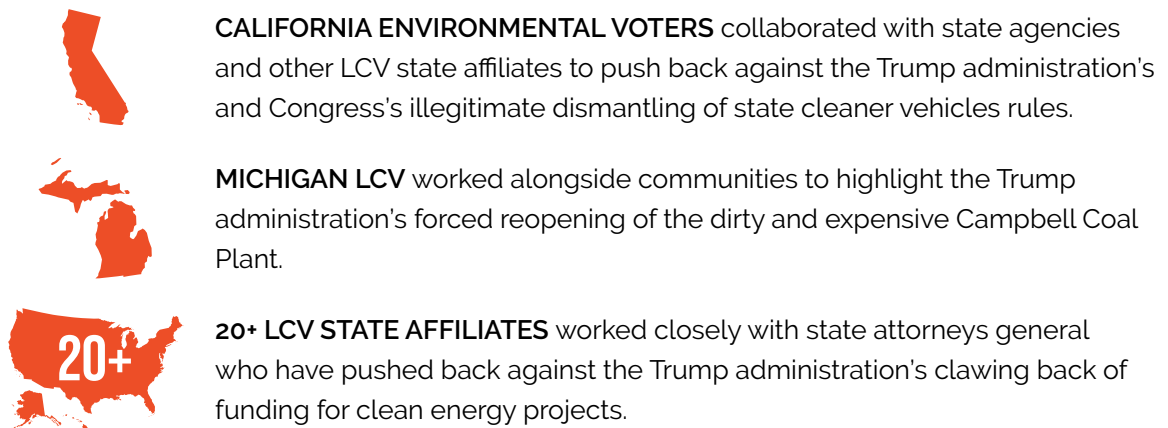 CALIFORNIA ENVIRONMENTAL VOTERS collaborated with state agencies
and other LCV state affiliates to push back against the Trump administration’s
and Congress’s illegitimate dismantling of state cleaner vehicles rules.
MICHIGAN LCV worked alongside communities to highlight the Trump
administration’s forced reopening of the dirty and expensive Campbell Coal
Plant.
20+
20+ LCV STATE AFFILIATES worked closely with state attorneys general
who have pushed back against the Trump administration’s clawing back of
funding for clean energy projects.